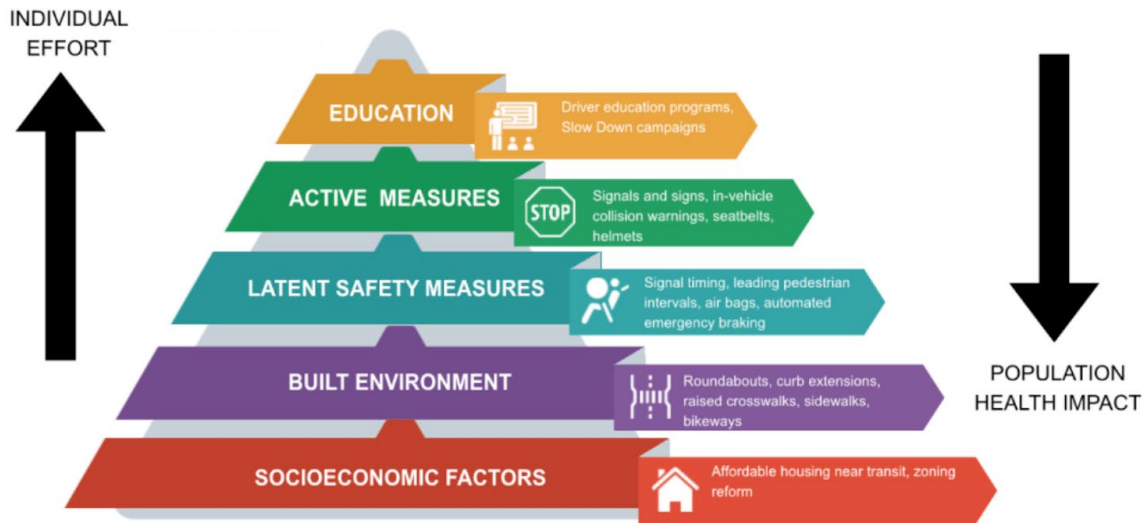 INDIVIDUAL
EFFORT
EDUCATION
Driver education programs,
Slow Down campaigns
ACTIVE MEASURES
STOP
Signals and signs, in-vehicle
collision warnings, seatbelts,
helmets
LATENT SAFETY MEASURES
Signal timing, leading pedestrian
intervals, air bags, automated
emergency braking
BUILT ENVIRONMENT
Roundabouts, curb extensions,
raised crosswalks, sidewalks,
bikeways
SOCIOECONOMIC FACTORS
Affordable housing near transit, zoning
reform
POPULATION
HEALTH IMPACT